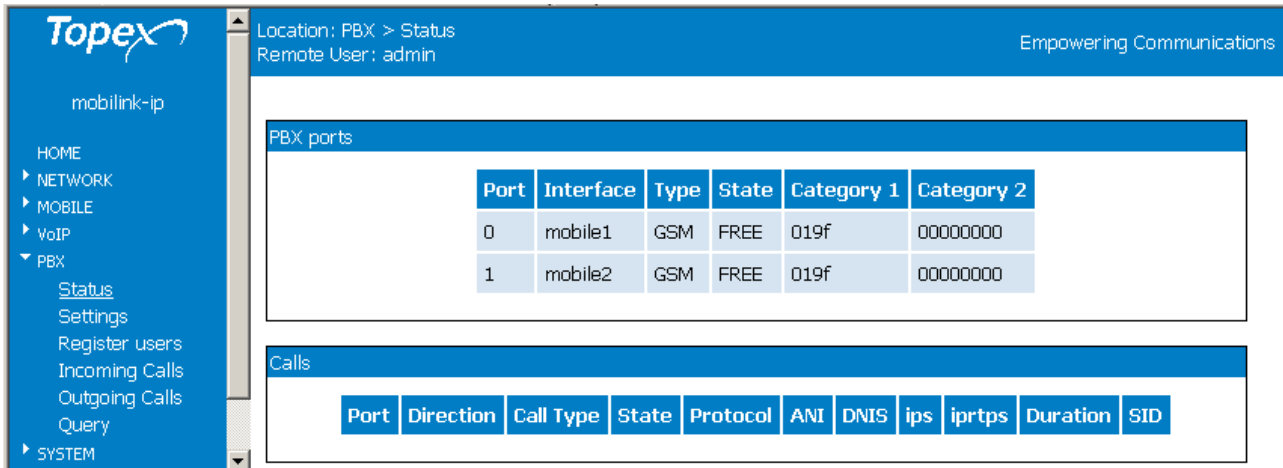 Topex
mobilink-ip
HOME
NETWORK
MOBILE
VoIP
PBX
Status
Settings
Register users
Incoming Calls
Outgoing Calls
Query
SYSTEM
Location: PBX > Status
Remote User: admin
Empowering Communications
PBX ports
Port Interface Type State Category 1 Category 2
0 mobile1 GSM FREE 019f 00000000
1 mobile2 GSM FREE 019f 00000000
Calls
Port Direction Call Type State Protocol ANI DNIS ips iprtps Duration SID